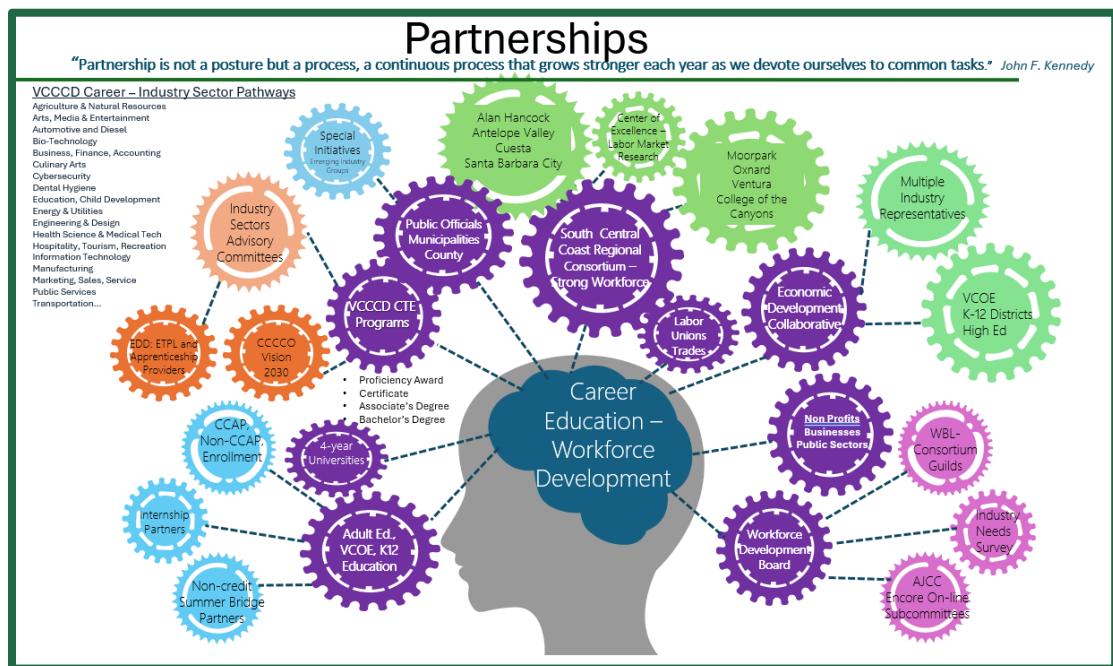 Partnerships
“Partnership is not a posture but a process, a continuous process that grows stronger each year as we devote ourselves to common tasks.” John F. Kennedy
VCCCD Career – Industry Sector Pathways
Agriculture & Natural Resources
Arts, Media & Entertainment
Automotive and Diesel
Bio-Technology
Business, Finance, Accounting
Culinary Arts
Cybersecurity
Dental Hygiene
Education, Child Development
Energy & Utilities
Engineering & Design
Health Science & Medical Tech
Hospitality, Tourism, Recreation
Information Technology
Manufacturing
Marketing, Sales, Service
Public Services
Transportation...
Special
Initiatives
Emerging Industry
Groups
Alan Hancock
Antelope Valley
Cuesta
Santa Barbara City
Center of
Excellence –
Labor Market
Research
Moorpark
Oxnard
Ventura
College of the
Canyons
Multiple
Industry
Representatives
Industry
Sectors
Advisory
Committees
Public Officials
Municipalities
County
South Central
Coast Regional
Consortium –
Strong Workforce
VCCCD CTE
Programs
Labor
Unions
Trades
Economic
Development
Collaborative
VCOE
K-12 Districts
High Ed
EDD: ETPL and
Apprenticeship
Providers
CCCCO
Vision
2030
• Proficiency Award
• Certificate
• Associate’s Degree
• Bachelor’s Degree
Career
Education –
Workforce
Development
Non Profits
Businesses
Public Sectors
CCAP,
Non-CCAP,
Enrollment
4-year
Universities
WBL-
Consortium
Guilds
Internship
Partners
Adult Ed.,
VCOE, K12
Education
Workforce
Development
Board
Industry
Needs
Survey
Non-credit
Summer Bridge
Partners
AJCC
Encore On-line
Subcommittees